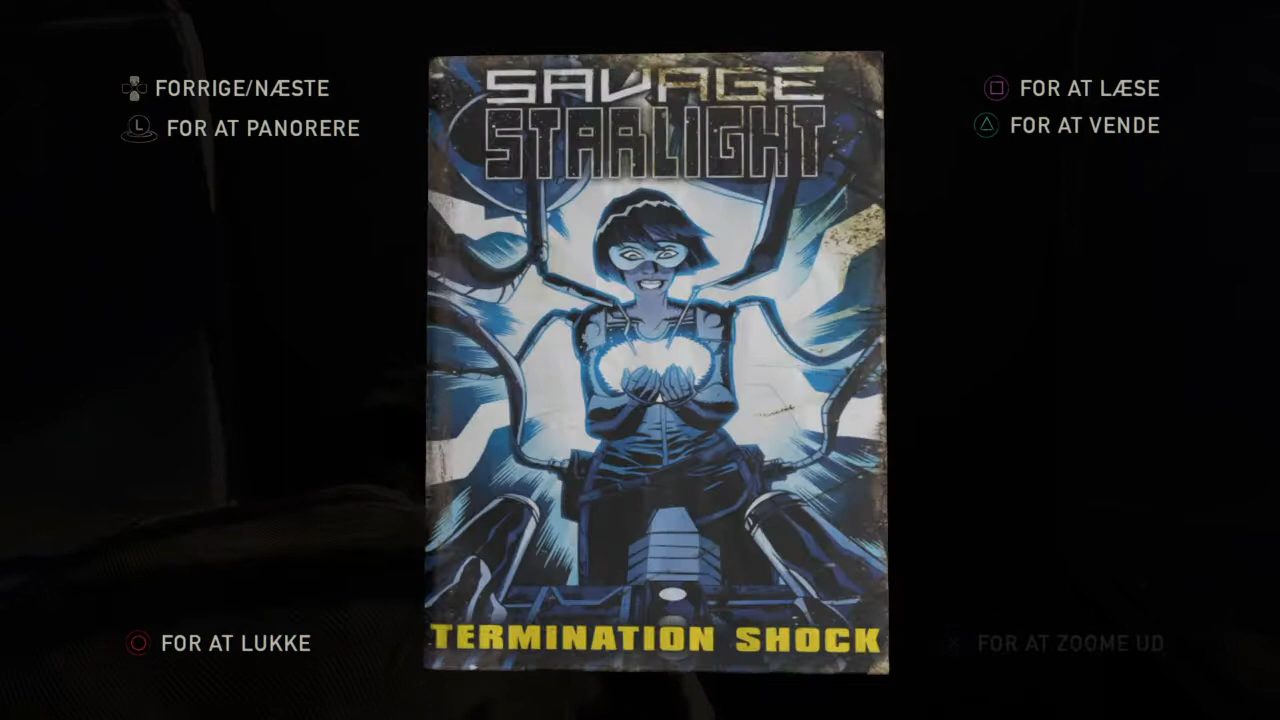 SAVAGE
STARLIGHT
FORRIGE/NÆSTE
L FOR AT PANORERE
FOR AT LÆSE
FOR AT VENDE
TERMINATION SHOCK
FOR AT LUKKE
FOR AT ZOOME UD